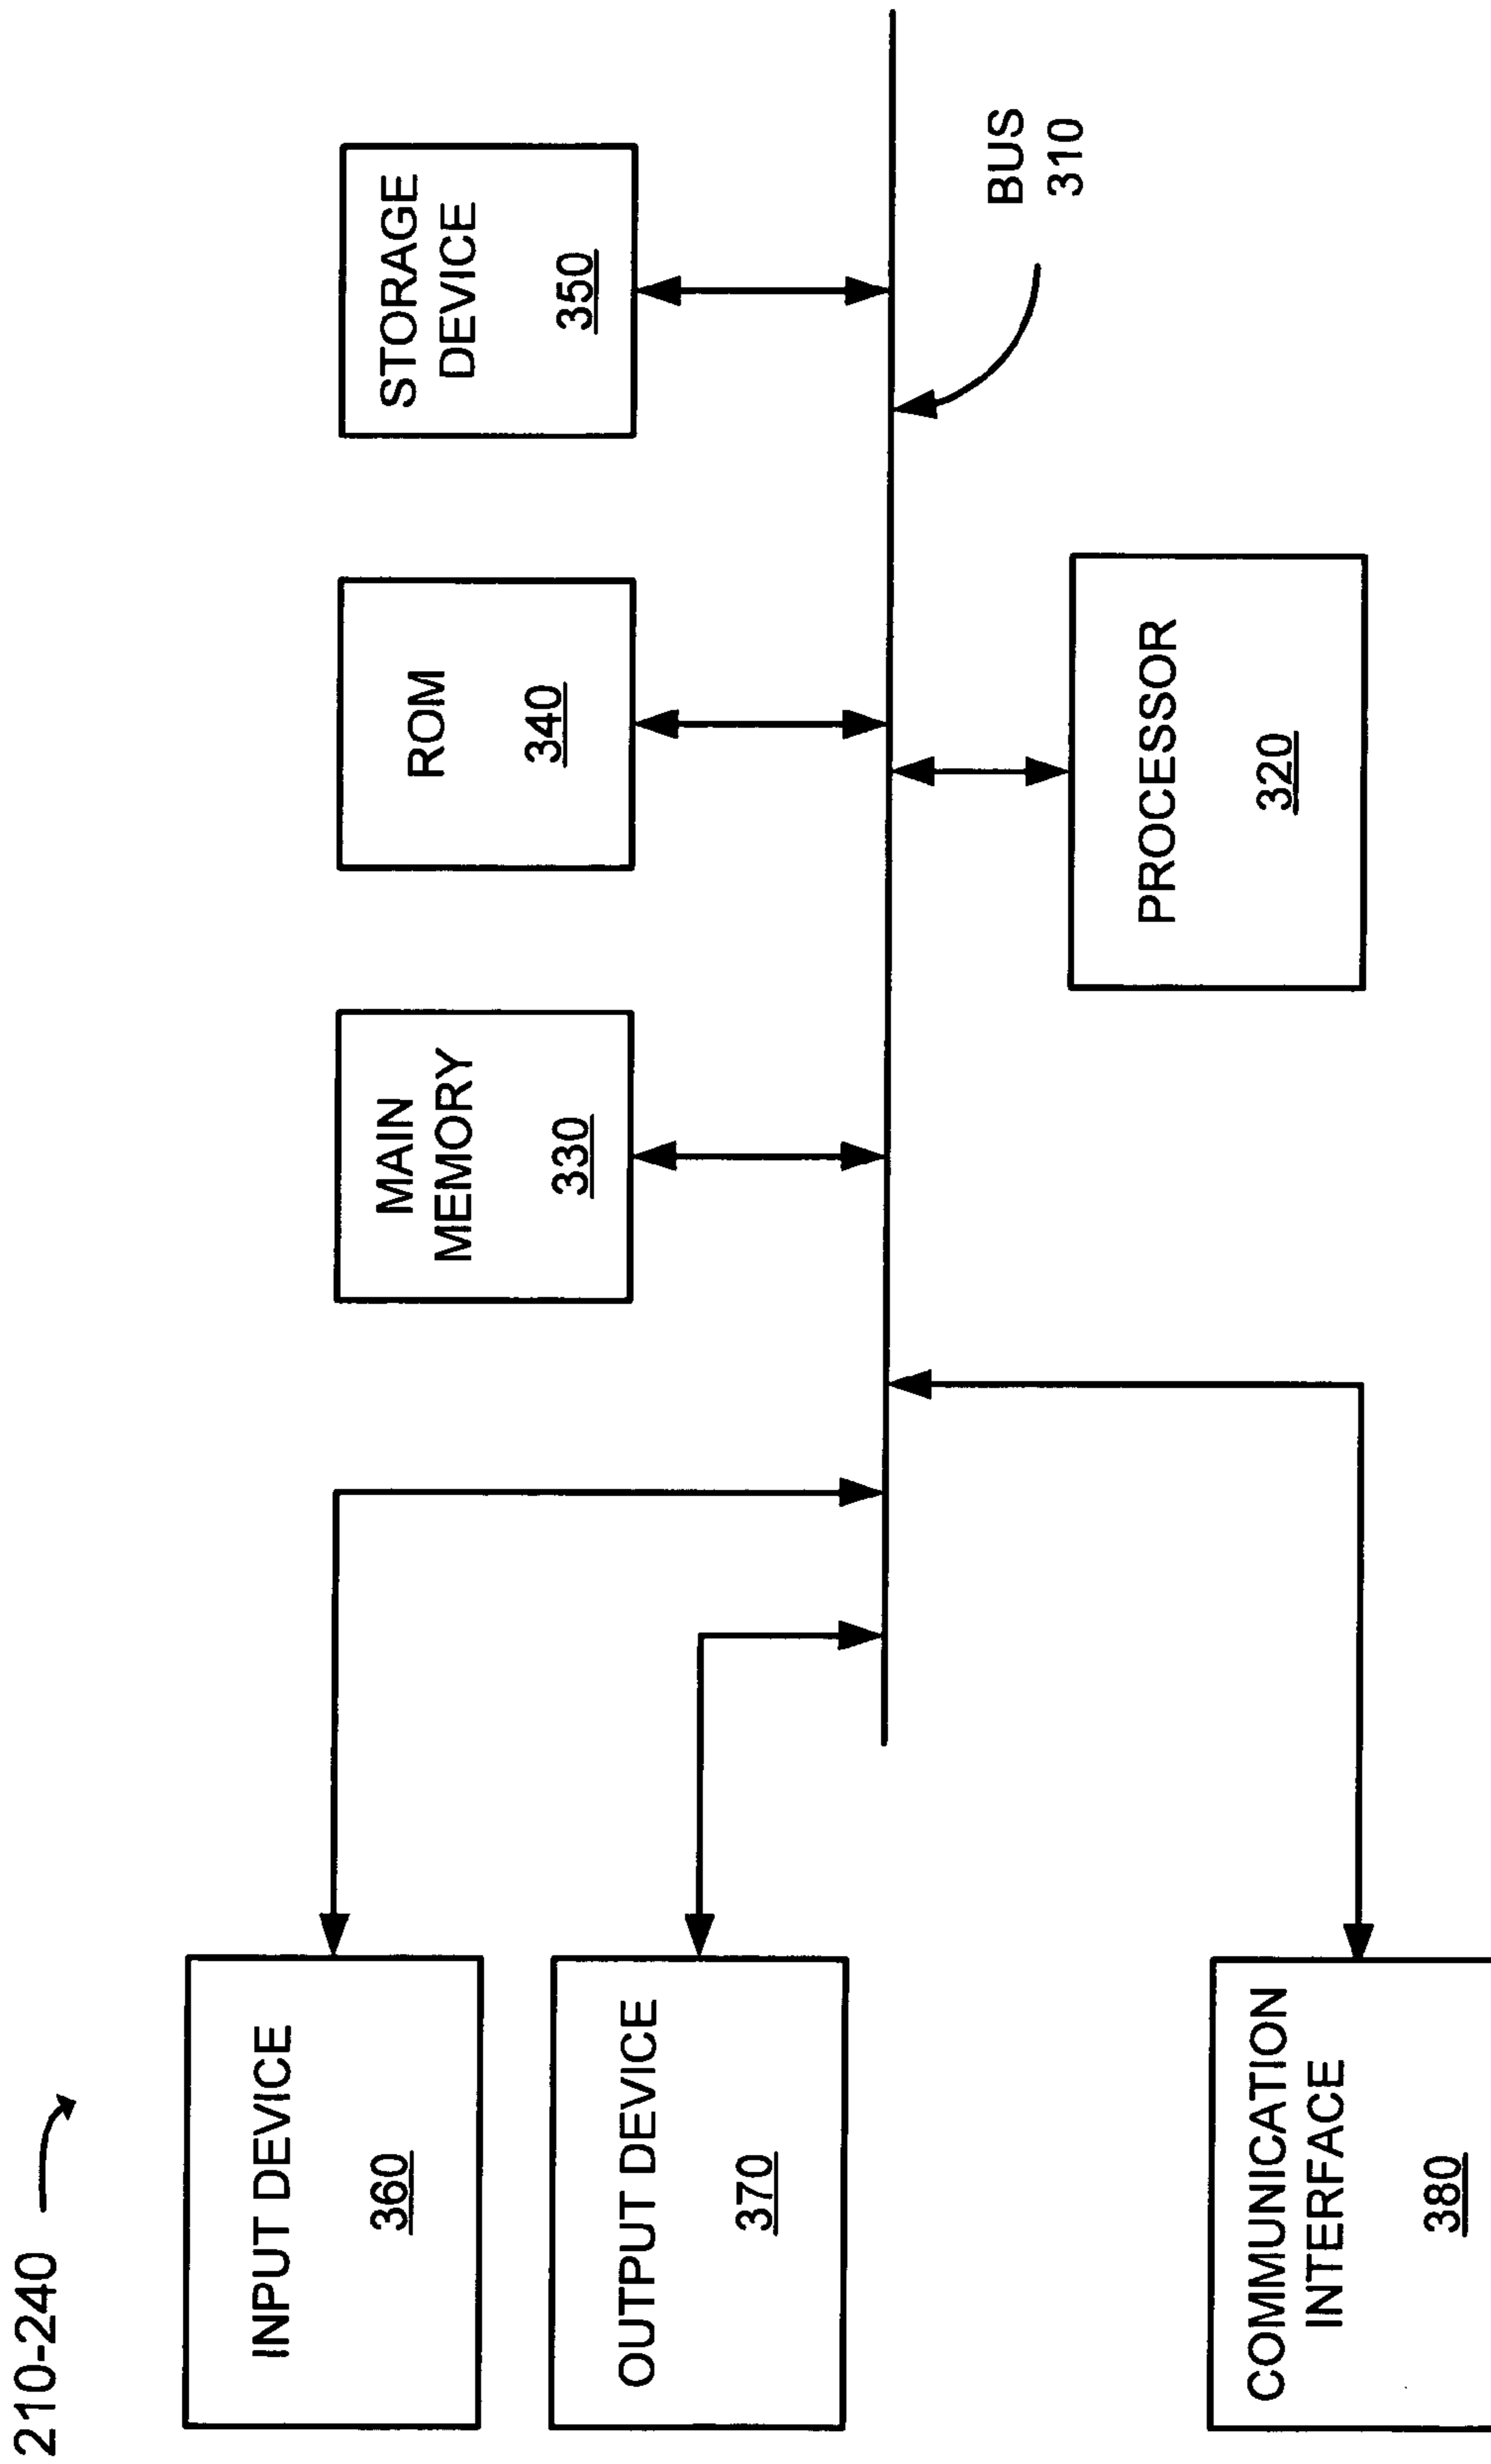 210-240
INPUT DEVICE
360
OUTPUT DEVICE
370
COMMUNICATION
INTERFACE
380
MAIN
MEMORY
330
ROM
340
STORAGE
DEVICE
350
PROCESSOR
320
BUS
310